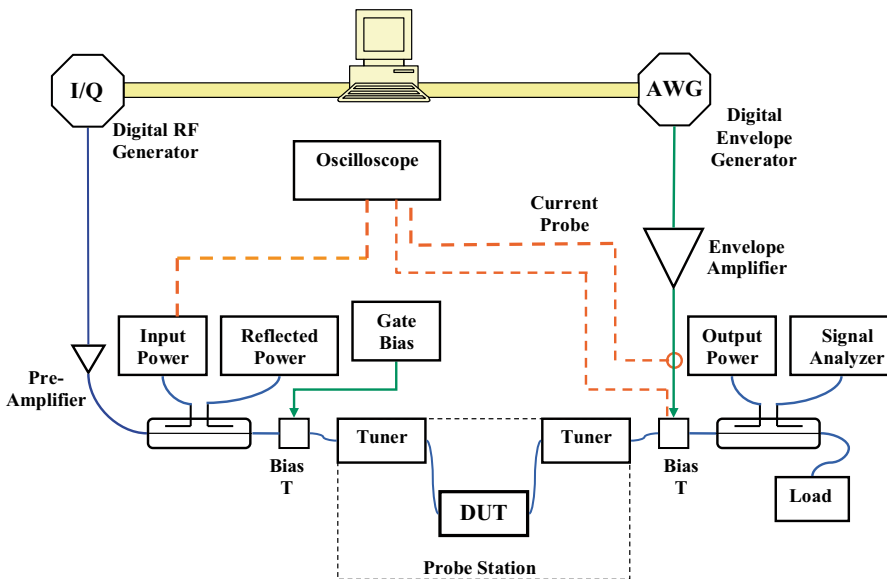 I/Q
AWG
Digital RF
Generator
Digital
Envelope
Generator
Oscilloscope
Current
Probe
Envelope
Amplifier
Input
Power
Reflected
Power
Gate
Bias
Output
Power
Signal
Analyzer
Pre-
Amplifier
Tuner
Tuner
Bias
T
Bias
T
DUT
Load
Probe Station